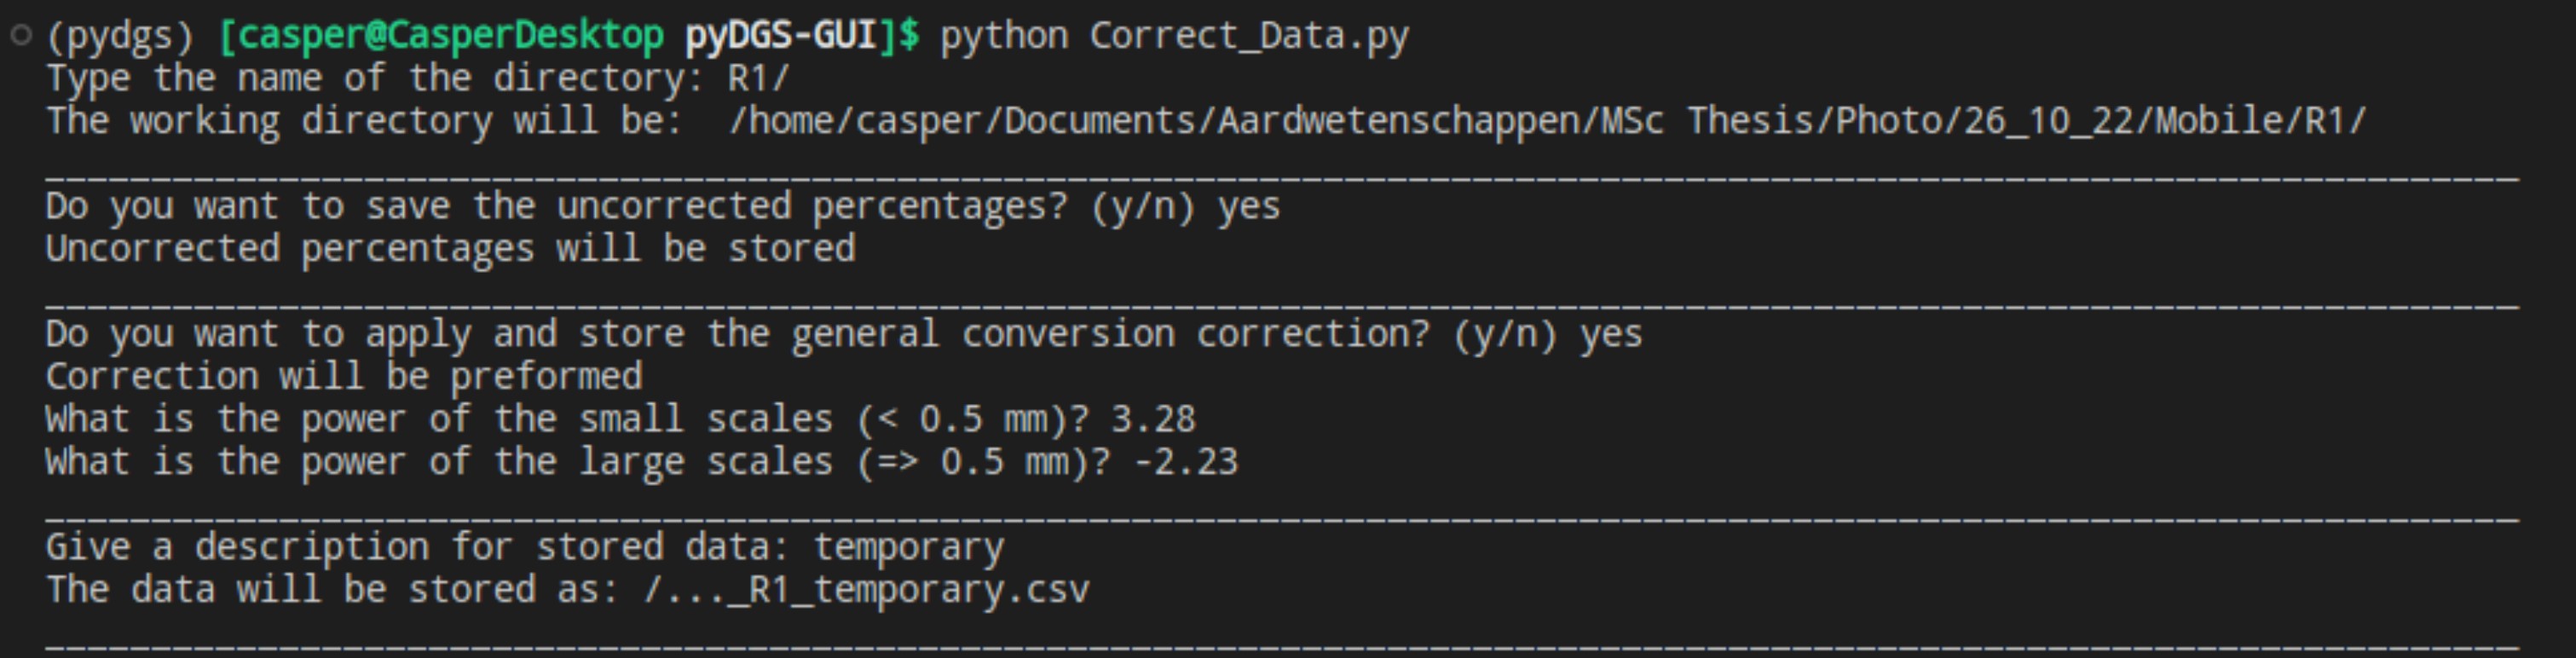 (pydgs) [casper@CasperDesktop pyDGS-GUI]$ python Correct_Data.py
Type the name of the directory: R1/
The working directory will be:  /home/casper/Documents/Aardwetenschappen/MSc Thesis/Photo/26_10_22/Mobile/R1/
____________________________________________________________________________________________________________________
Do you want to save the uncorrected percentages? (y/n) yes
Uncorrected percentages will be stored
____________________________________________________________________________________________________________________
Do you want to apply and store the general conversion correction? (y/n) yes
Correction will be preformed
What is the power of the small scales (< 0.5 mm)? 3.28
What is the power of the large scales (=> 0.5 mm)? -2.23
____________________________________________________________________________________________________________________
Give a description for stored data: temporary
The data will be stored as: /..._R1_temporary.csv
____________________________________________________________________________________________________________________